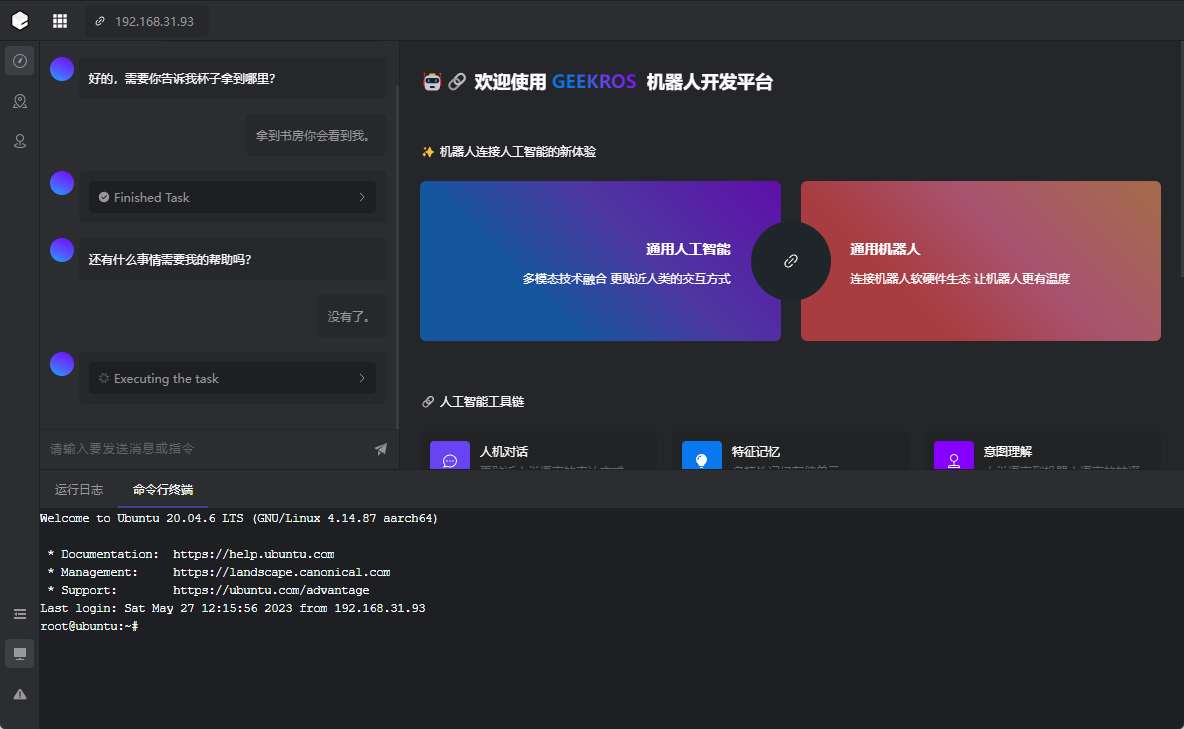 192.168.31.93
好的，需要你告诉我杯子拿到哪里？
拿到书房你会看到我。
Finished Task
还有什么事情需要我的帮助吗？
没有了。
Executing the task
请输入要发送消息或指令
欢迎使用 GEEKROS 机器人开发平台
机器人连接人工智能的新体验
通用人工智能
多模态技术融合 更贴近人类的交互方式
通用机器人
连接机器人软硬件生态 让机器人更有温度
人工智能工具链
人机对话
特征记忆
意图理解
运行日志
命令行终端
Welcome to Ubuntu 20.04.6 LTS (GNU/Linux 4.14.87 aarch64)
* Documentation: https://help.ubuntu.com
* Management: https://landscape.canonical.com
* Support: https://ubuntu.com/advantage
Last login: Sat May 27 12:15:56 2023 from 192.168.31.93
root@ubuntu:~#